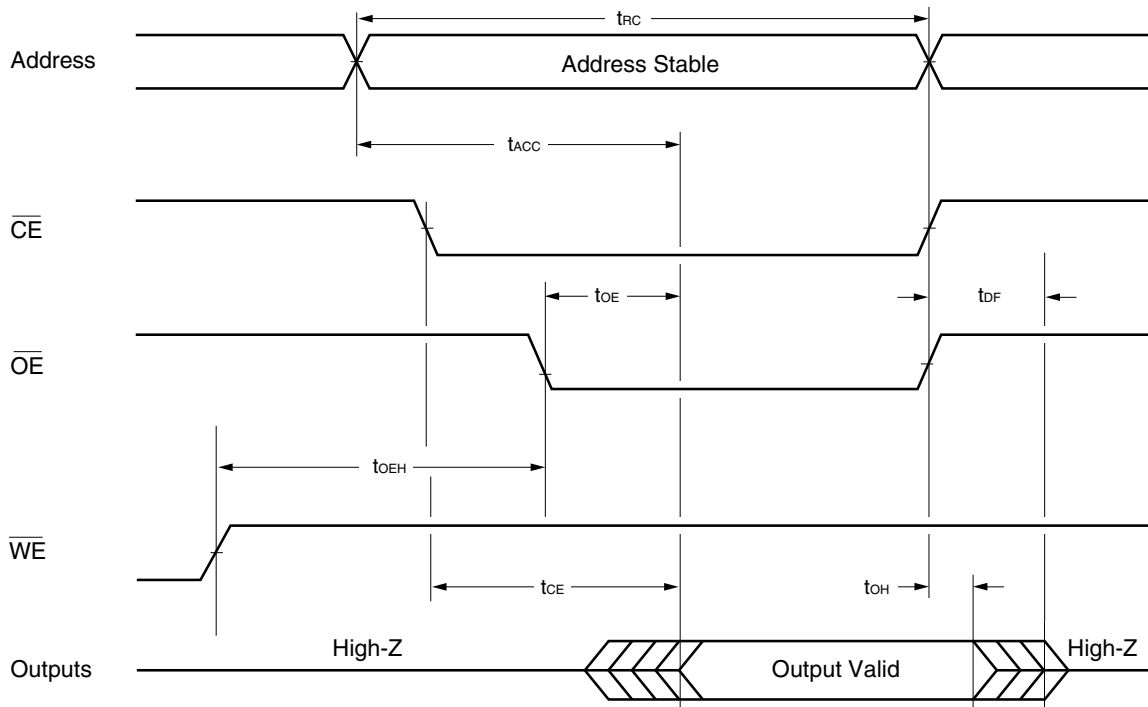 tRC
Address
Address Stable
tACC
CE
tOE
tDF
OE
tOEH
WE
tCE
tOH
High-Z
High-Z
Outputs
Output Valid